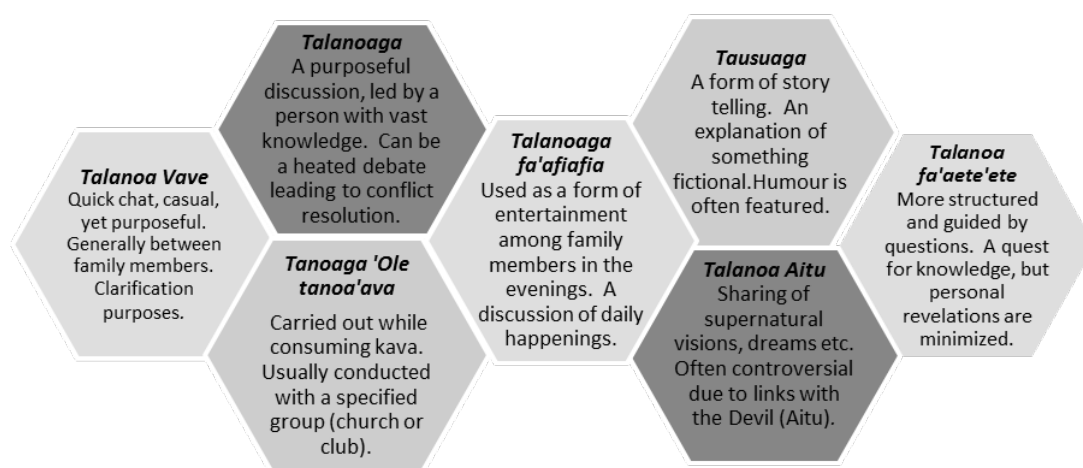 Talanoa Vave
Quick chat, casual,
yet purposeful.
Generally between
family members.
Clarification
purposes.
Talanoaga
A purposeful
discussion, led by a
person with vast
knowledge.  Can be
a heated debate
leading to conflict
resolution.
Tanoaga 'Ole
tanoa'ava
Carried out while
consuming kava.
Usually conducted
with a specified
group (church or
club).
Talanoaga
fa'afiafia
Used as a form of
entertainment
among family
members in the
evenings.  A
discussion of daily
happenings.
Tausuaga
A form of story
telling.  An
explanation of
something
fictional.Humour is
often featured.
Talanoa Aitu
Sharing of
supernatural
visions, dreams etc.
Often controversial
due to links with
the Devil (Aitu).
Talanoa
fa'aete'ete
More structured
and guided by
questions.  A quest
for knowledge, but
personal
revelations are
minimized.